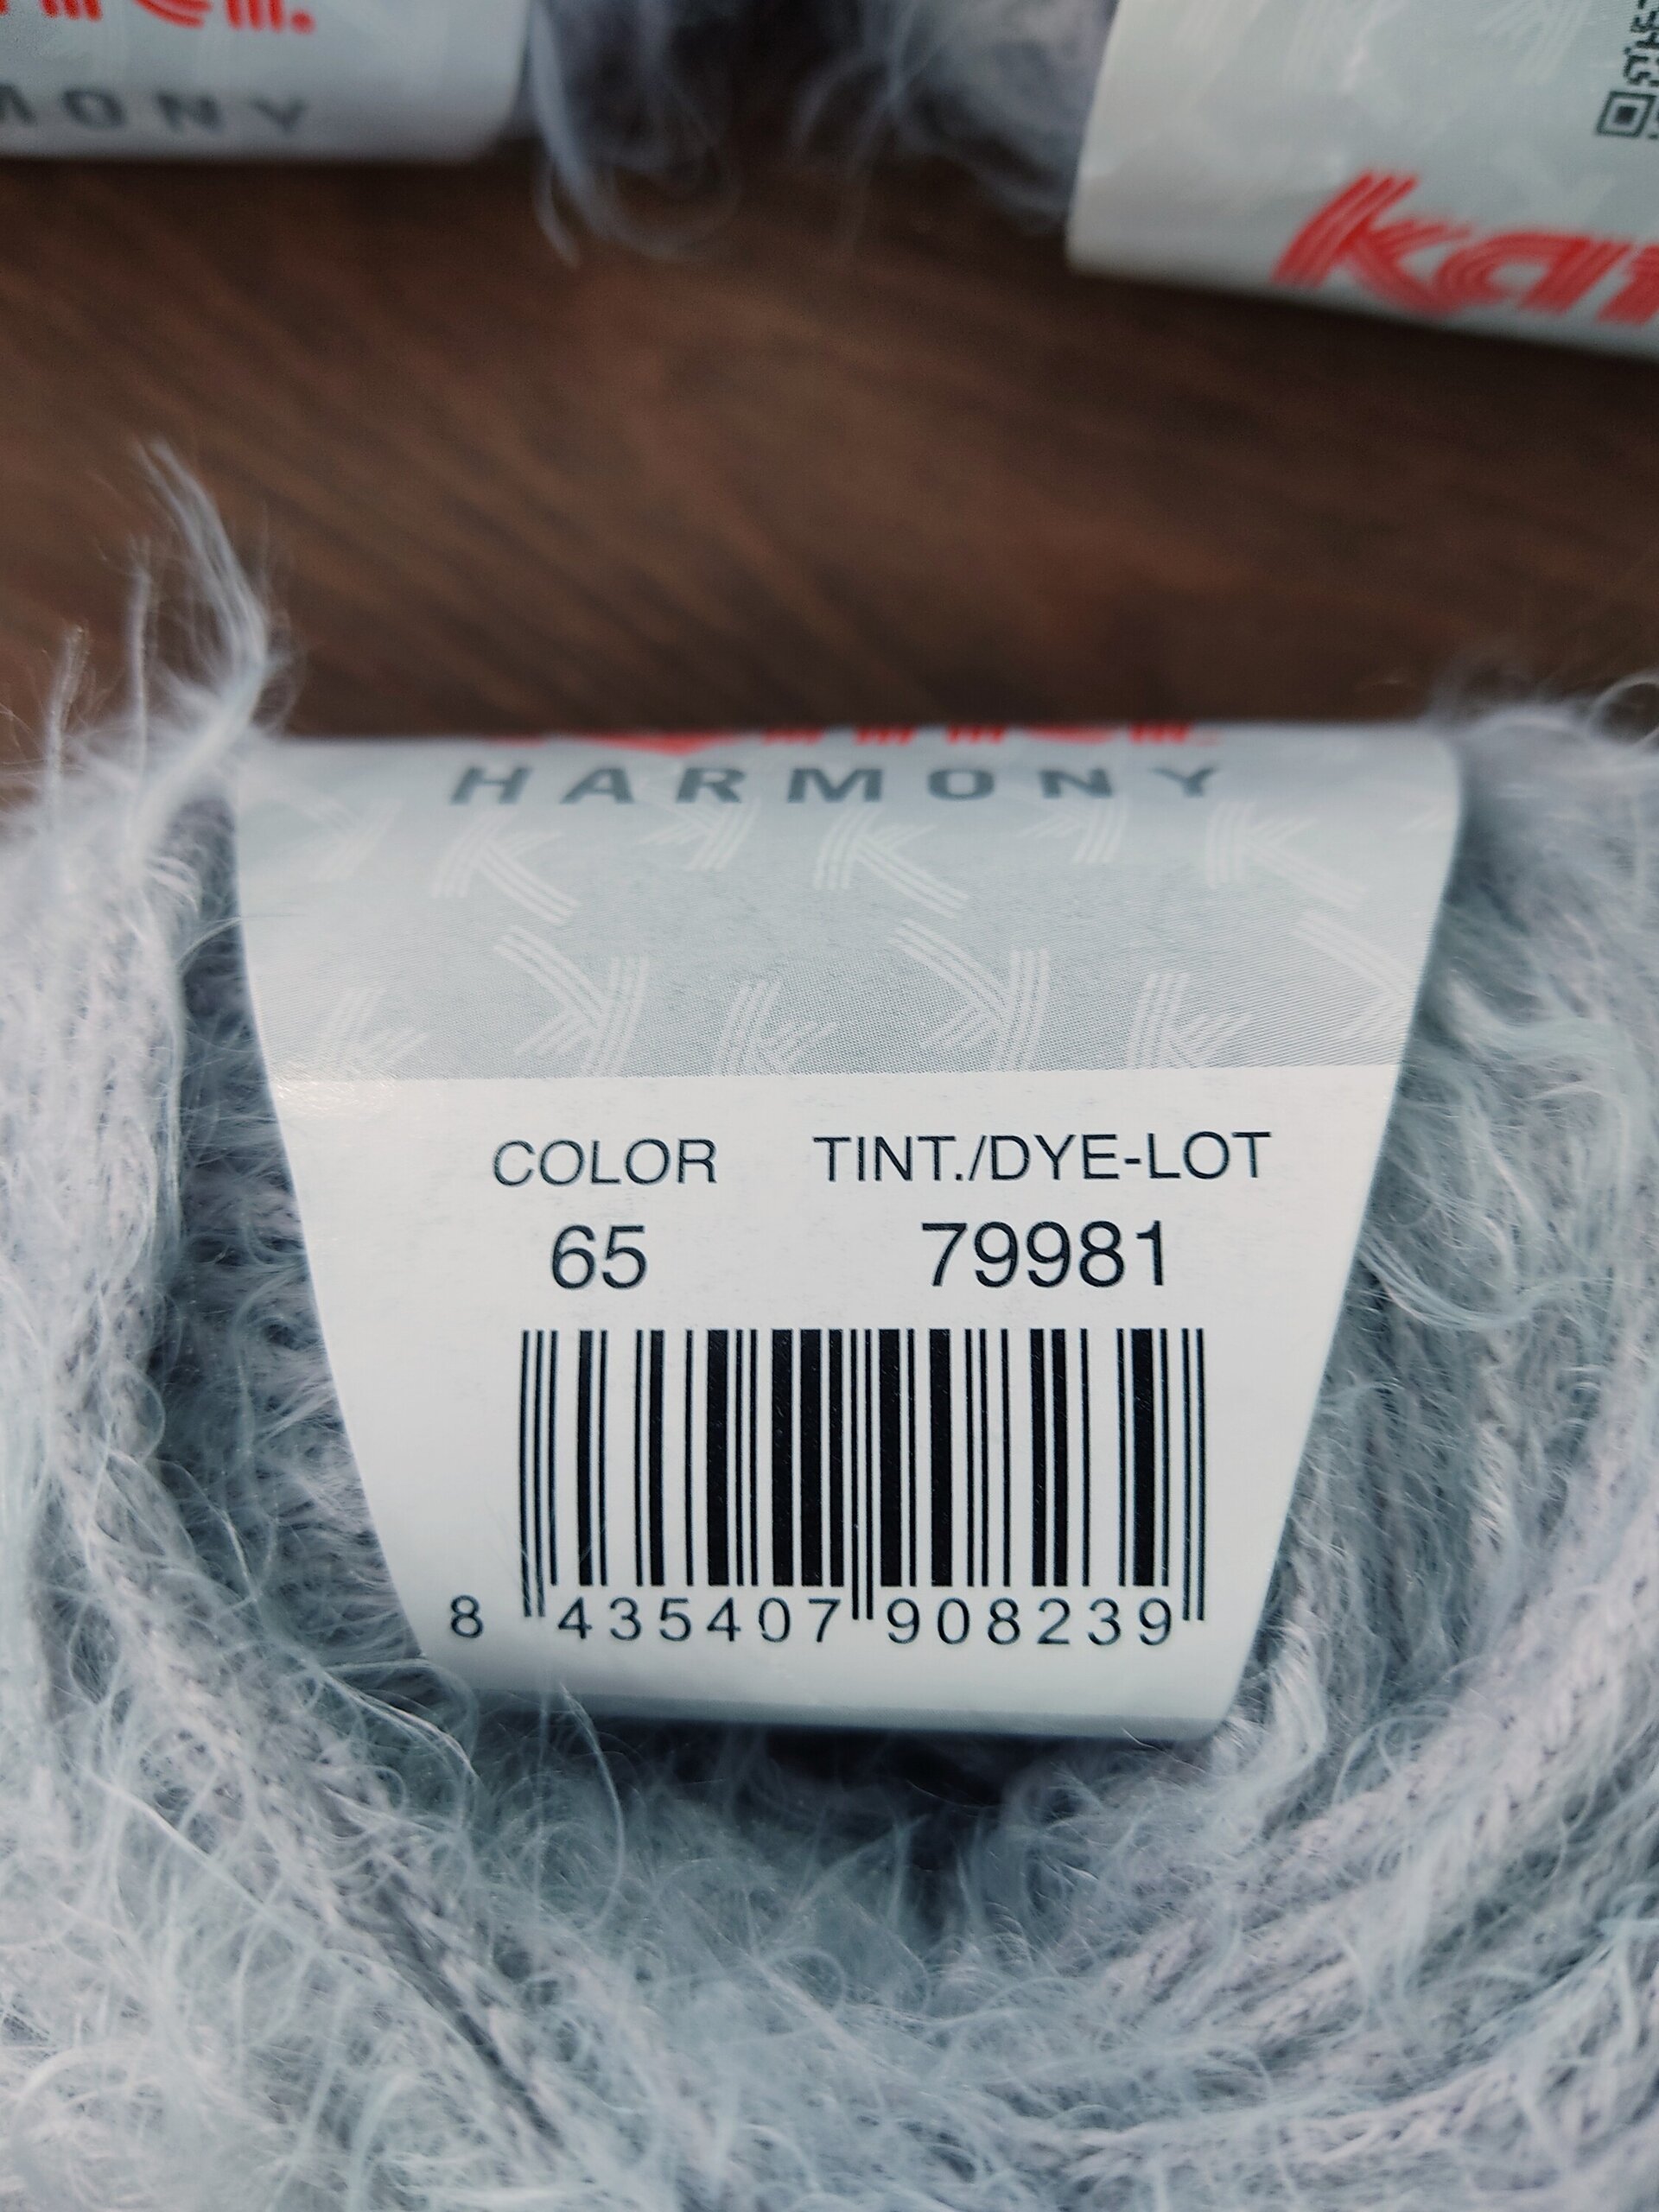 HARMONY
COLOR TINT./DYE-LOT
65 79981
8 435407 908239